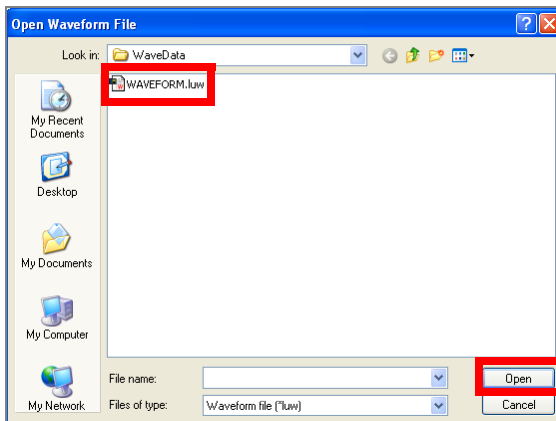 Open Waveform File
Look in: WaveData
WAVEFORM.luw
My Recent
Documents
Desktop
My Documents
My Computer
My Network
File name:
Open
Files of type: Waveform file (*luw)
Cancel